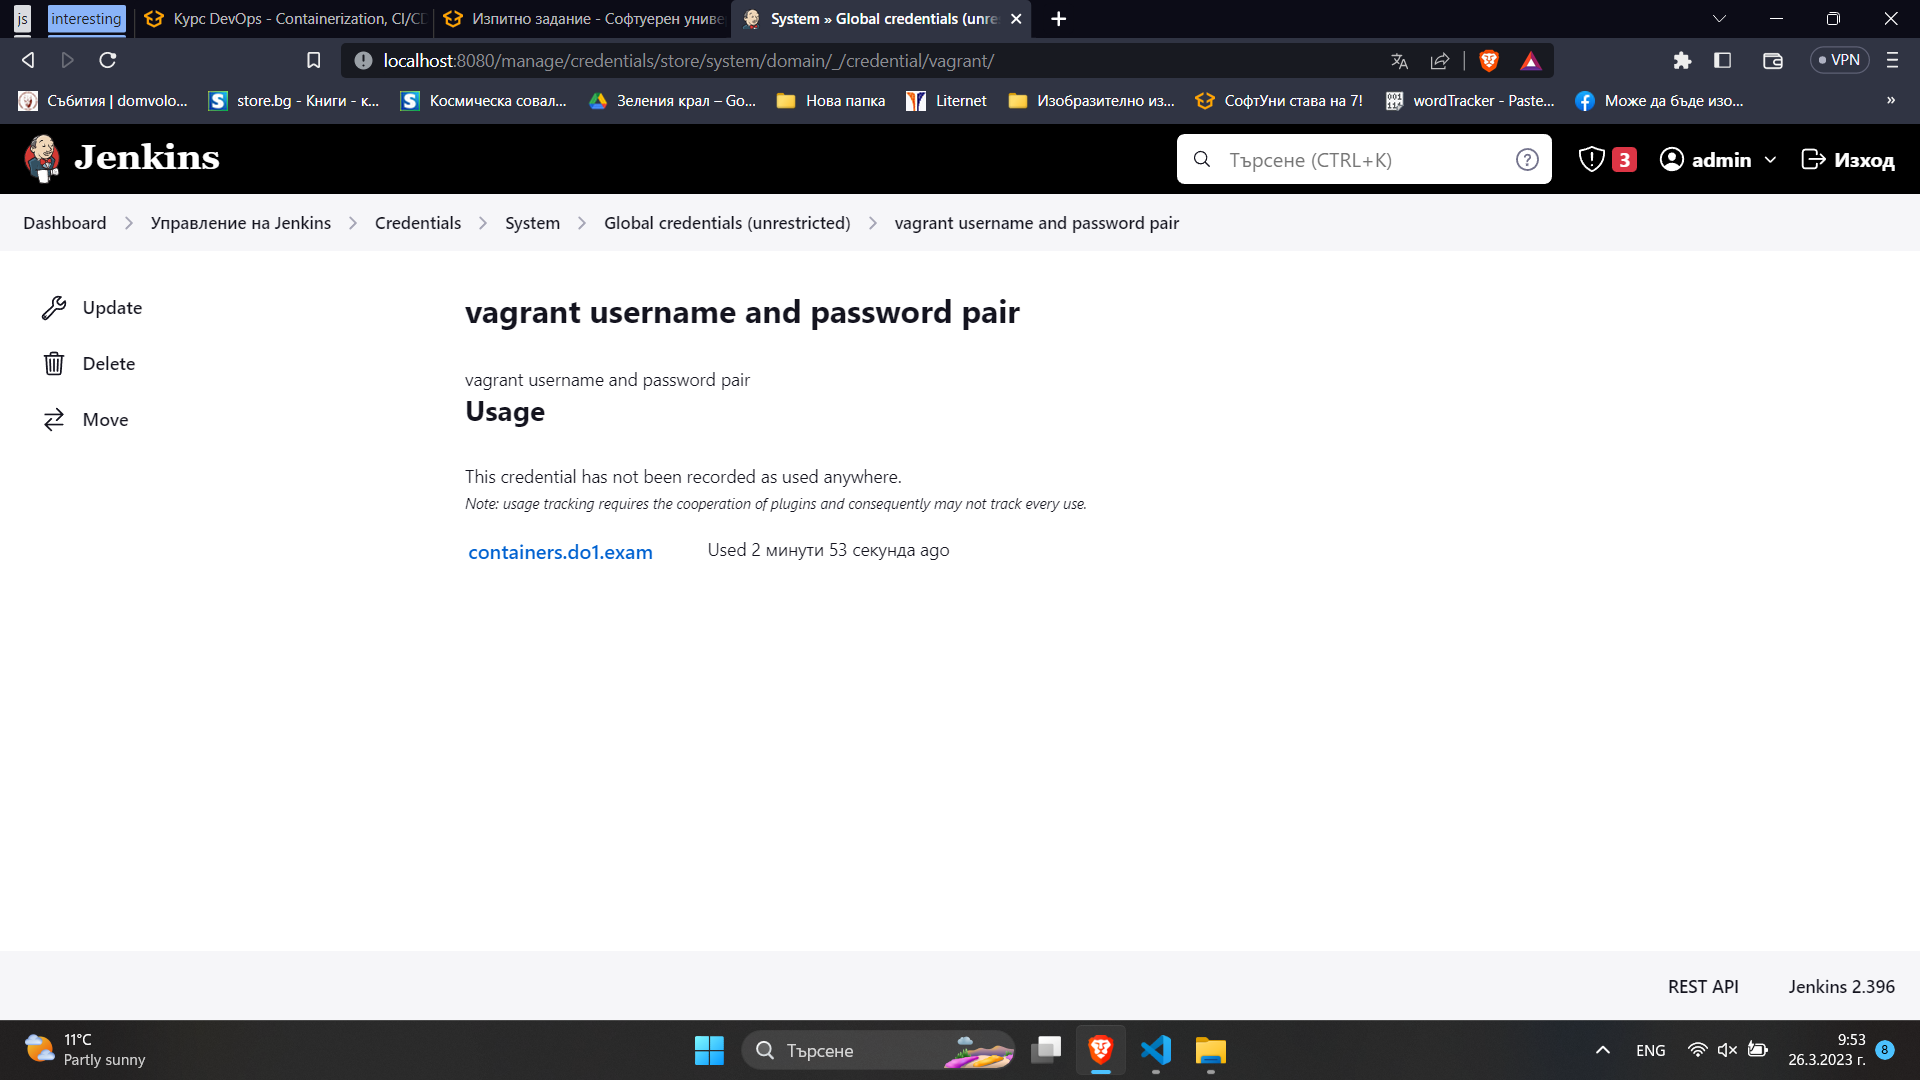 js
interesting
Курс DevOps - Containerization, CI/CD
Изпитно задание - Софтуерен униве
System » Global credentials (unre
localhost:8080/manage/credentials/store/system/domain/_/credential/vagrant/
VPN
Събития | domvolo...
store.bg - Книги - к...
Космическа совал...
Зеления крал – Go...
Нова папка
Liternet
Изобразително из...
СофтУни става на 7!
wordTracker - Paste...
Може да бъде изо...
»
Jenkins
Търсене (CTRL+K)
3
admin
Изход
Dashboard
Управление на Jenkins
Credentials
System
Global credentials (unrestricted)
vagrant username and password pair
Update
Delete
Move
vagrant username and password pair
vagrant username and password pair
Usage
This credential has not been recorded as used anywhere.
Note: usage tracking requires the cooperation of plugins and consequently may not track every use.
containers.do1.exam
Used 2 минути 53 секунда ago
REST API
Jenkins 2.396
11°C
Partly sunny
Търсене
ENG
9:53
26.3.2023 г.
8